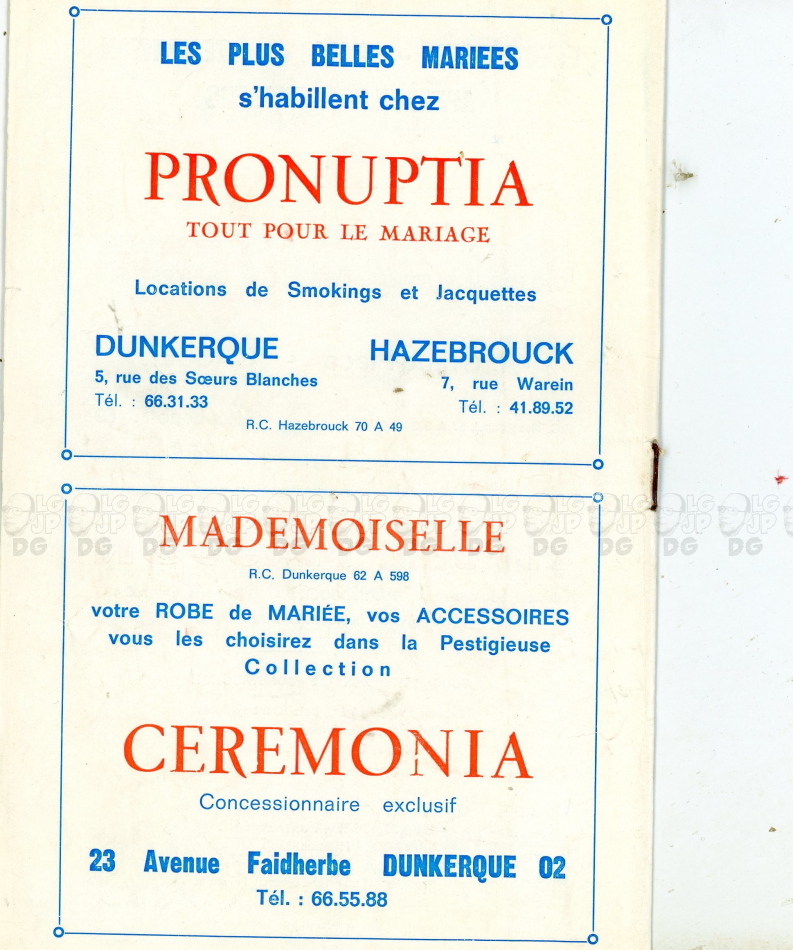 LES PLUS BELLES MARIEES
s'habillent chez
PRONUPTIA
TOUT POUR LE MARIAGE
Locations de Smokings et Jacquettes
DUNKERQUE
5, rue des Sœurs Blanches
Tél. : 66.31.33
HAZEBROUCK
7, rue Warein
Tél. : 41.89.52
R.C. Hazebrouck 70 A 49
MADEMOISELLE
R.C. Dunkerque 62 A 598
votre ROBE de MARIÉE, vos ACCESSOIRES
vous les choisirez dans la Pestigieuse
Collection
CEREMONIA
Concessionnaire exclusif
23 Avenue Faidherbe DUNKERQUE 02
Tél. : 66.55.88